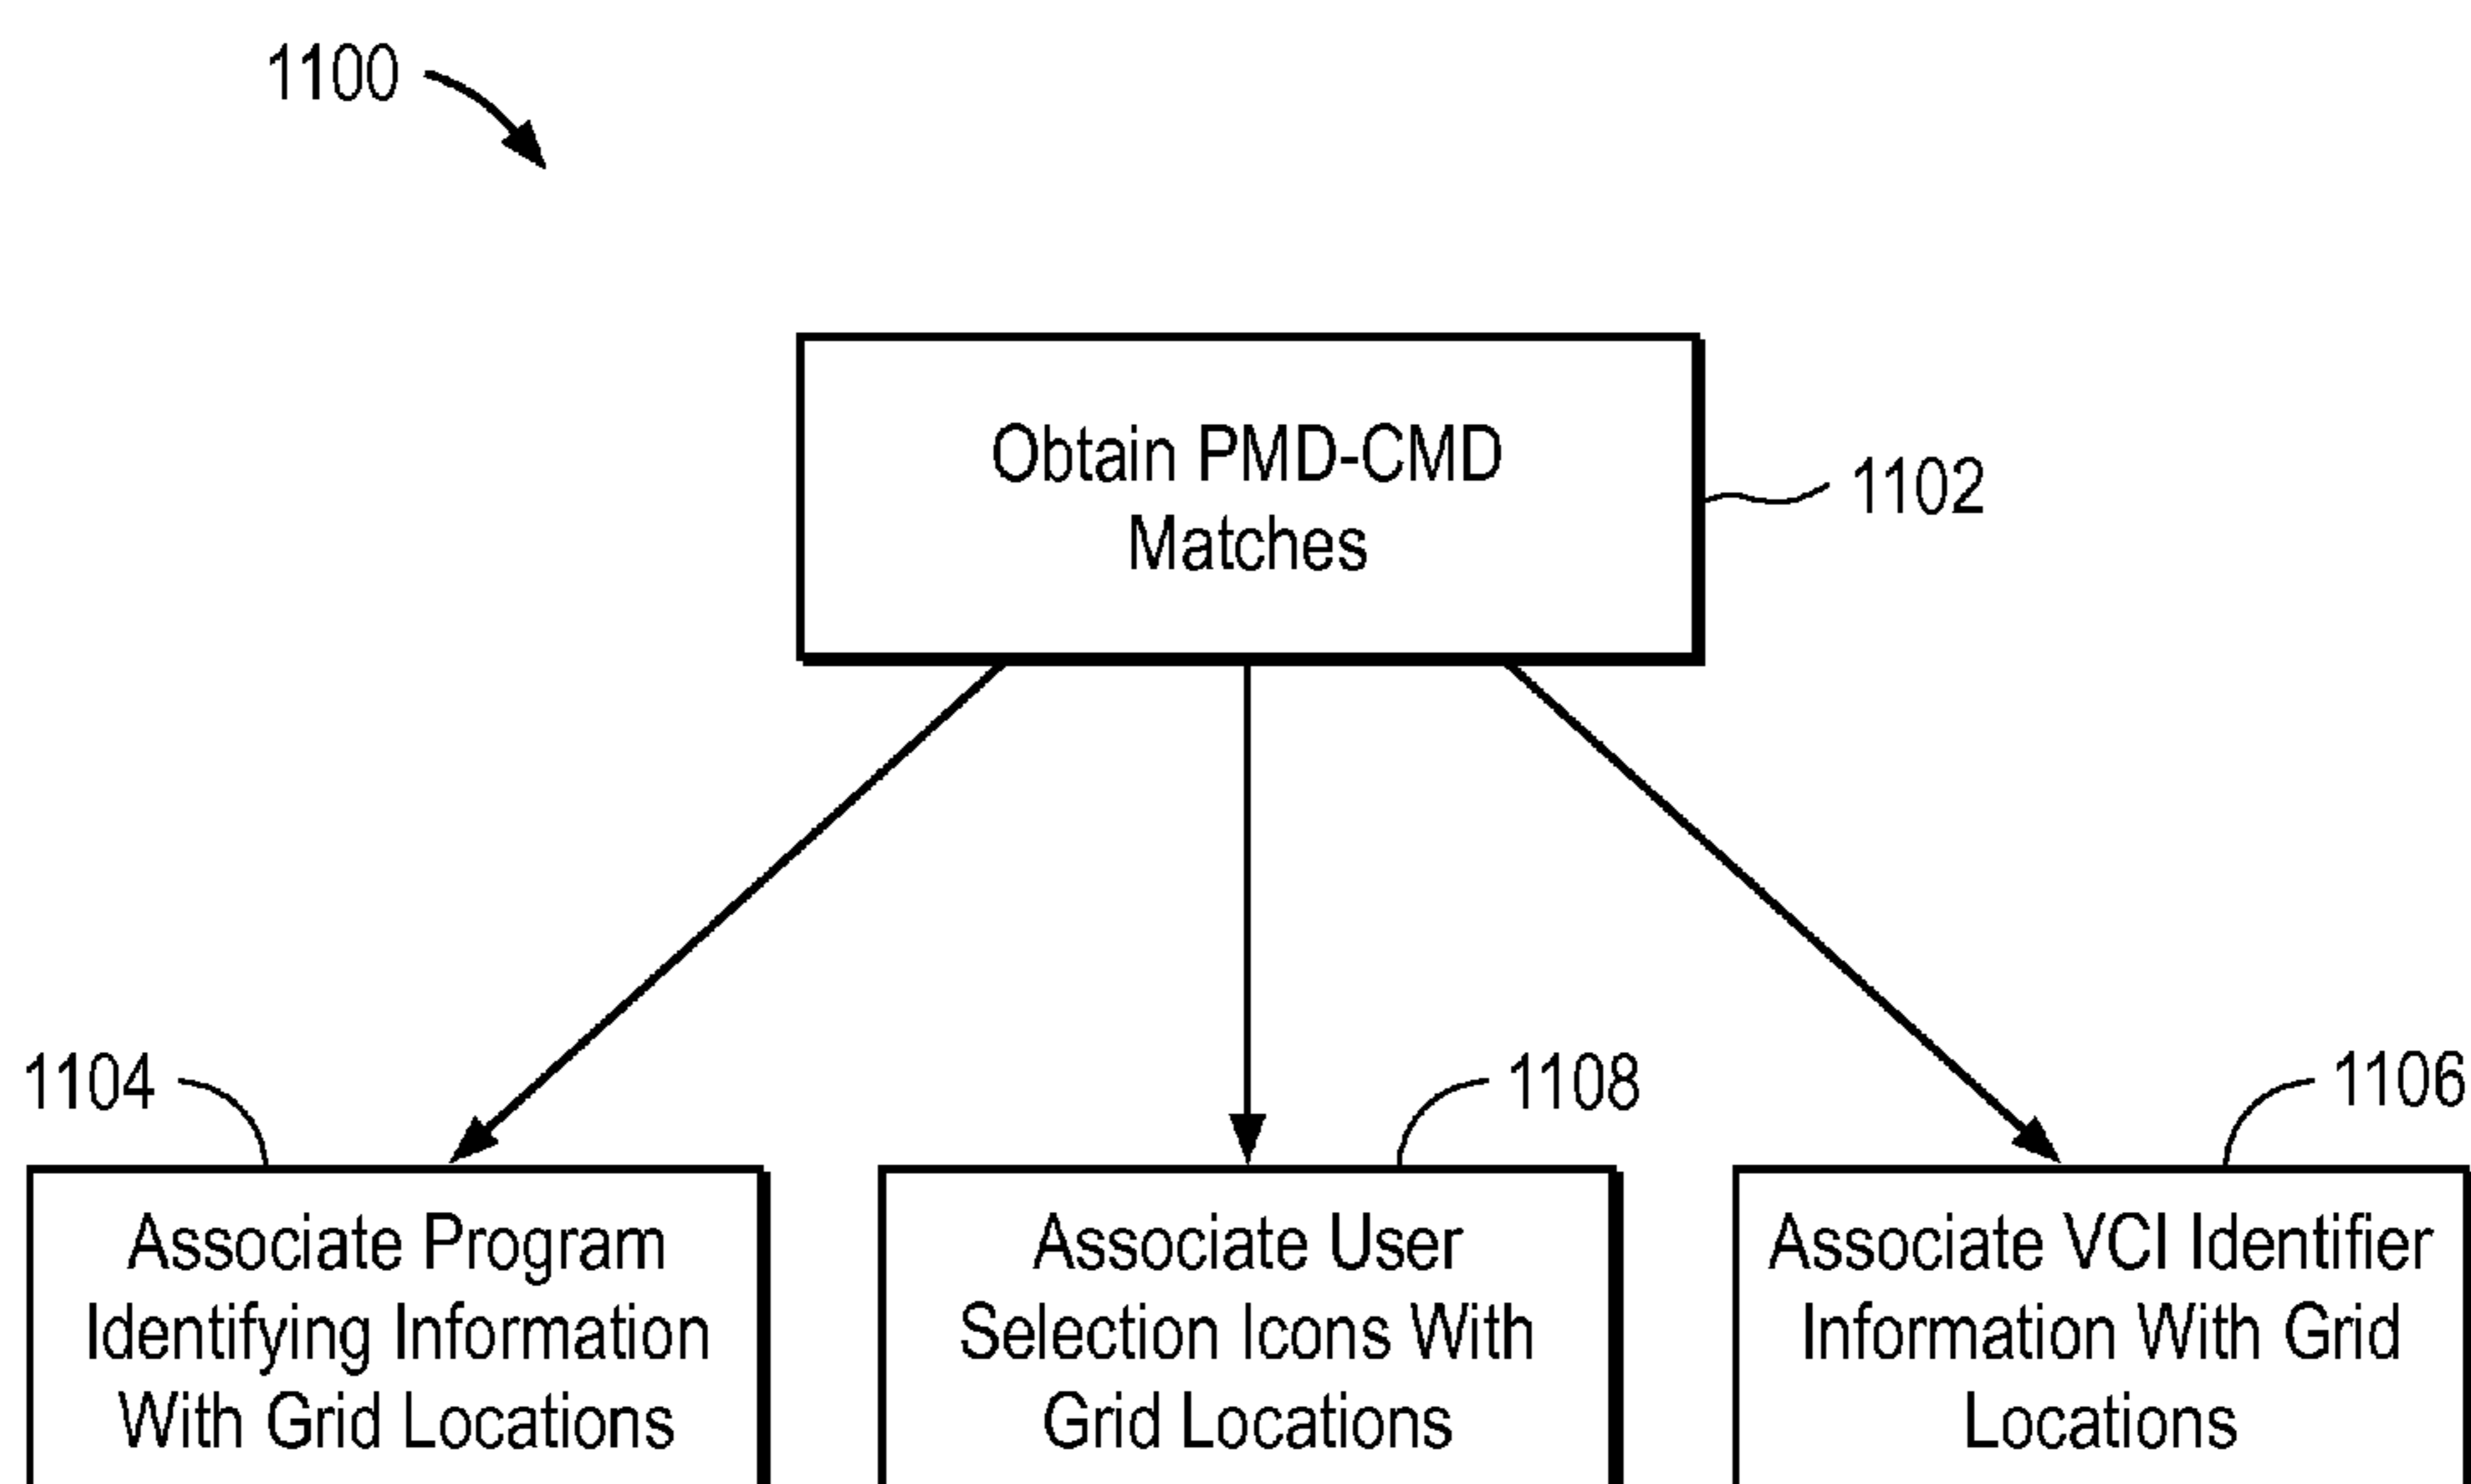 1100
Obtain PMD-CMD
Matches
1102
1104
1108
1106
Associate Program
Identifying Information
With Grid Locations
Associate User
Selection Icons With
Grid Locations
Associate VCI Identifier
Information With Grid
Locations